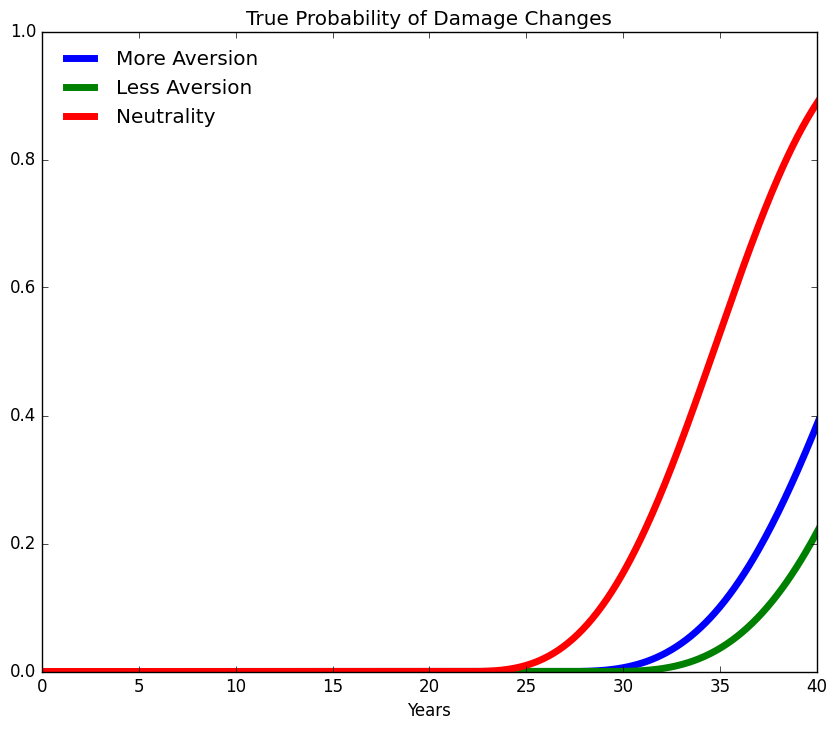 True Probability of Damage Changes
1.0
More Aversion
Less Aversion
Neutrality
0.8
0.6
0.4
0.2
0.0
0 5 10 15 20 25 30 35 40
Years